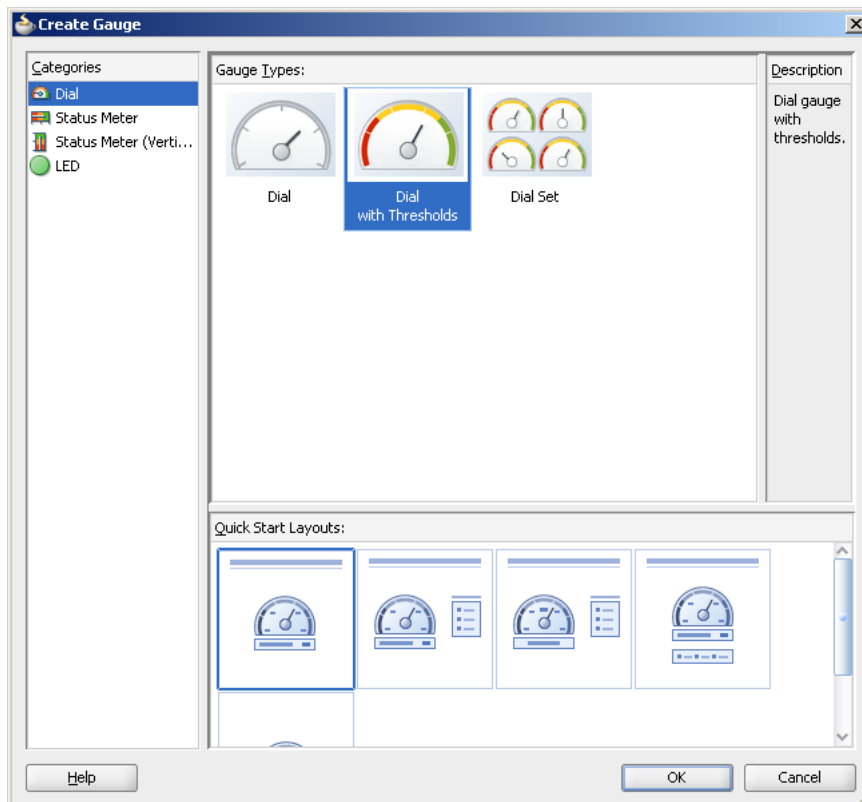 Create Gauge
Categories
Dial
Status Meter
Status Meter (Verti...
LED
Gauge Types:
Dial
Dial
with Thresholds
Dial Set
Description
Dial gauge
with
thresholds.
Quick Start Layouts:
Help
OK
Cancel